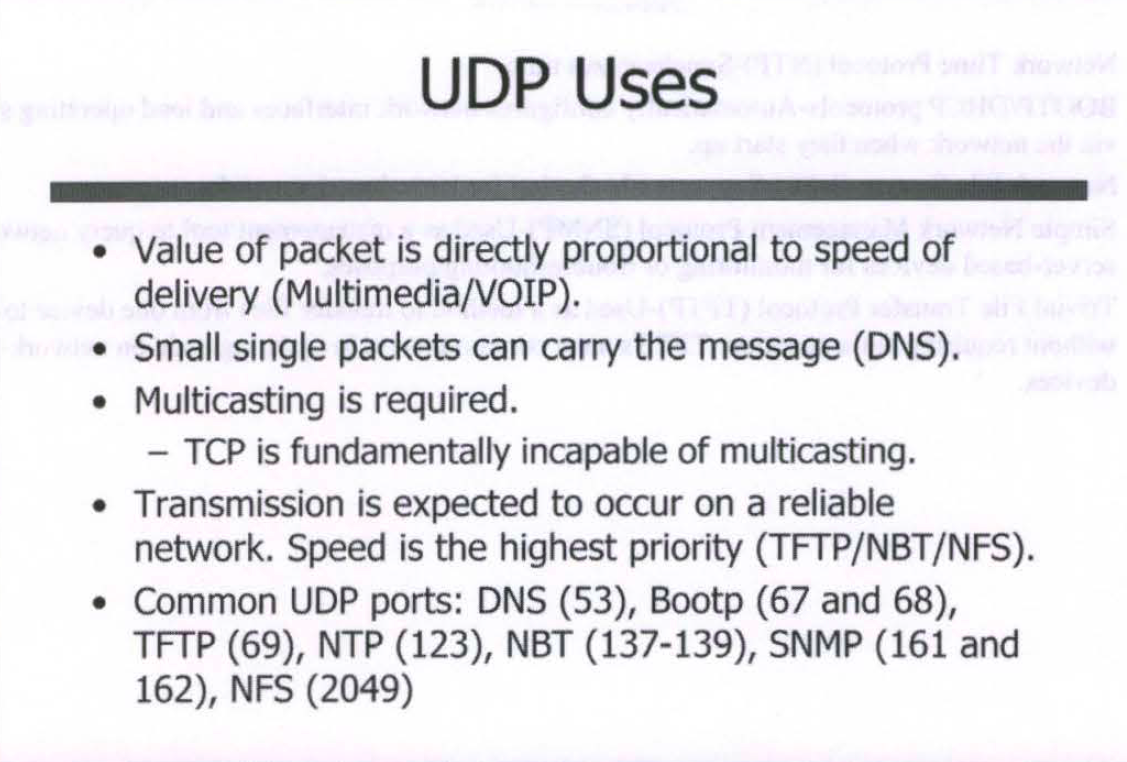 UDP Uses
• Value of packet is directly proportional to speed of
delivery (Multimedia/VOIP).
• Small single packets can carry the message (DNS).
• Multicasting is required.
– TCP is fundamentally incapable of multicasting.
• Transmission is expected to occur on a reliable
network. Speed is the highest priority (TFTP/NBT/NFS).
• Common UDP ports: DNS (53), Bootp (67 and 68),
TFTP (69), NTP (123), NBT (137-139), SNMP (161 and
162), NFS (2049)